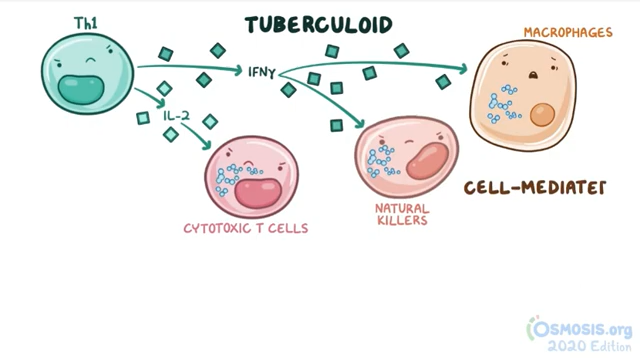 Th1
TUBERCULOID
MACROPHAGES
IFNγ
IL-2
CELL-MEDIATE
CYTOTOXIC T CELLS
NATURAL
KILLERS
OSMOSIS.org
2020 Edition